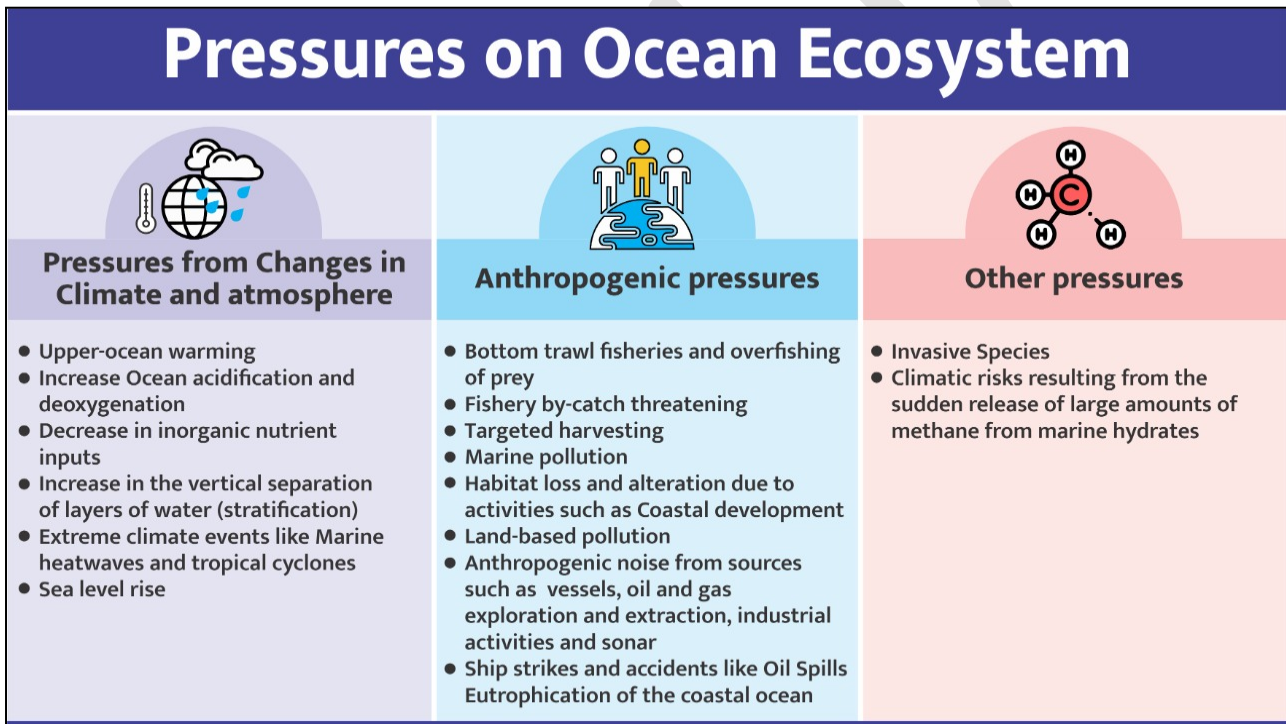 Pressures on Ocean Ecosystem
Pressures from Changes in
Climate and atmosphere
● Upper-ocean warming
● Increase Ocean acidification and
deoxygenation
● Decrease in inorganic nutrient
inputs
● Increase in the vertical separation
of layers of water (stratification)
● Extreme climate events like Marine
heatwaves and tropical cyclones
● Sea level rise
Anthropogenic pressures
● Bottom trawl fisheries and overfishing
of prey
● Fishery by-catch threatening
● Targeted harvesting
● Marine pollution
● Habitat loss and alteration due to
activities such as Coastal development
● Land-based pollution
● Anthropogenic noise from sources
such as vessels, oil and gas
exploration and extraction, industrial
activities and sonar
● Ship strikes and accidents like Oil Spills
Eutrophication of the coastal ocean
H
H C
H H
Other pressures
● Invasive Species
● Climatic risks resulting from the
sudden release of large amounts of
methane from marine hydrates